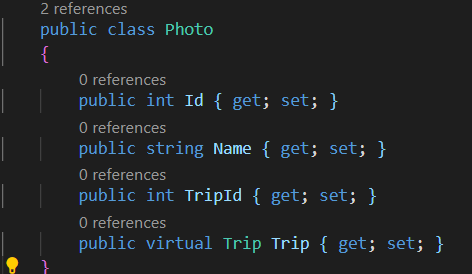 2 references
public class Photo
{
0 references
public int Id { get; set; }
0 references
public string Name { get; set; }
0 references
public int TripId { get; set; }
0 references
public virtual Trip Trip { get; set; }
}